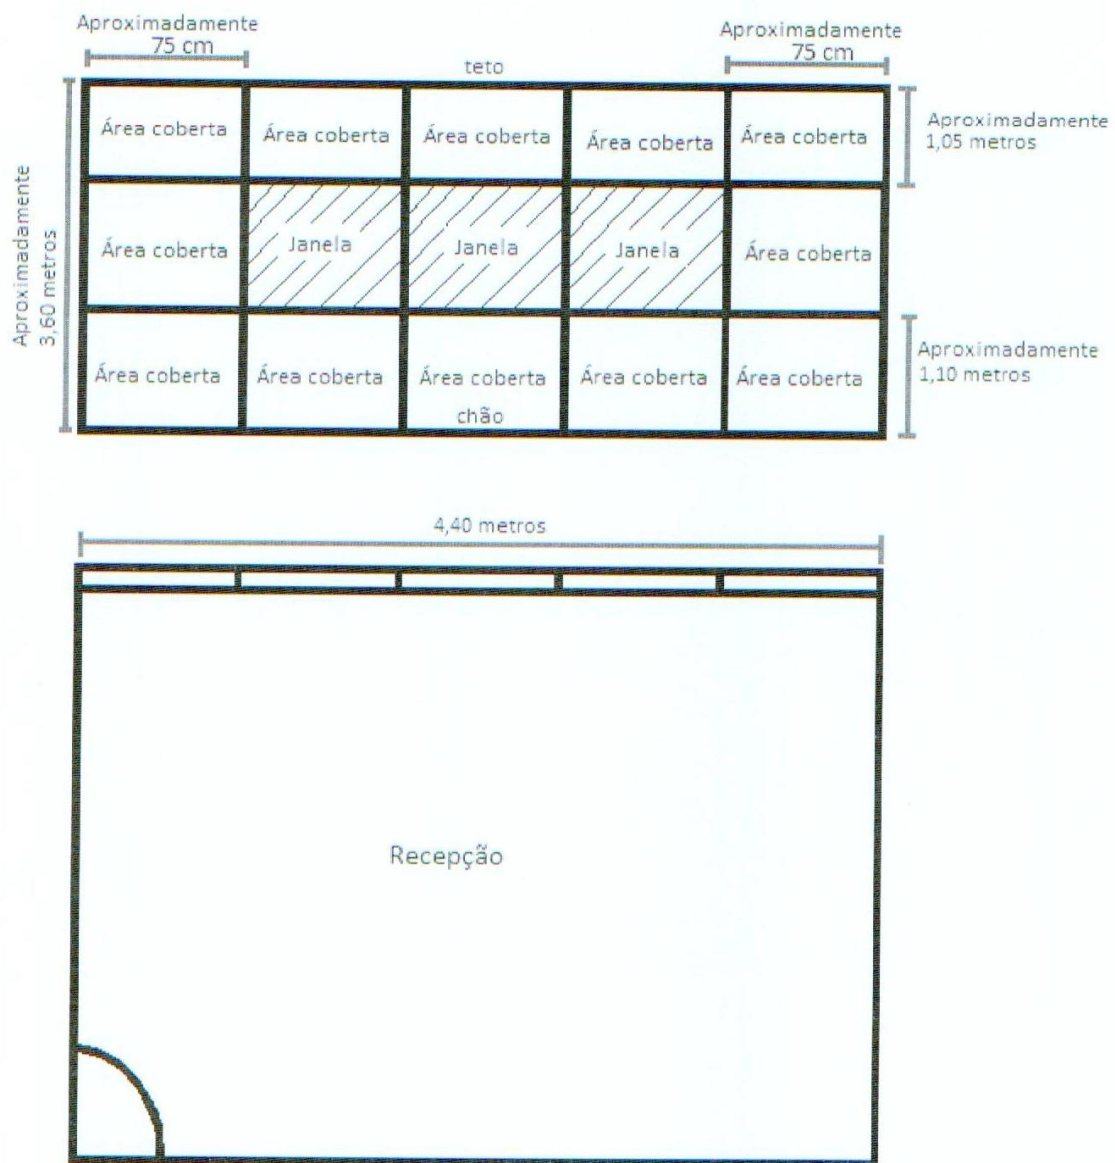 Aproximadamente
75 cm
Aproximadamente
75 cm
teto
Área coberta
Área coberta
Área coberta
Área coberta
Área coberta
Aproximadamente
1,05 metros
Aproximadamente
3,60 metros
Área coberta
Janela
Janela
Janela
Área coberta
Área coberta
Área coberta
Área coberta
Área coberta
Área coberta
Aproximadamente
1,10 metros
chão
4,40 metros
Recepção